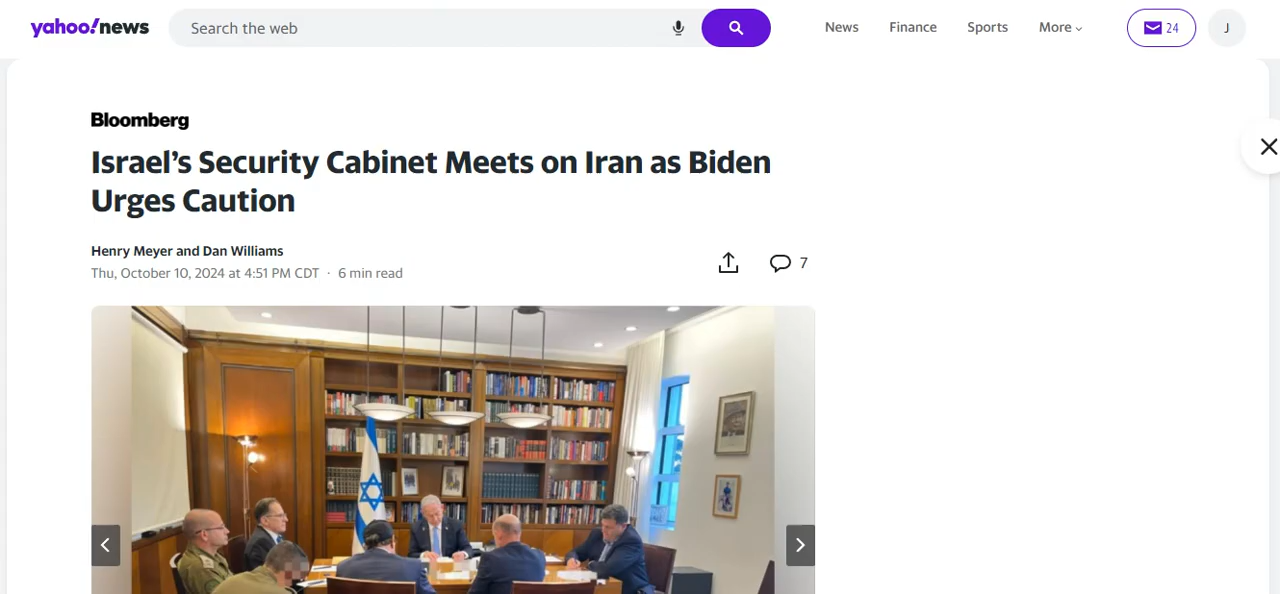 yahoo!news Search the web News Finance Sports More 24 J
Bloomberg
Israel’s Security Cabinet Meets on Iran as Biden
Urges Caution
Henry Meyer and Dan Williams
Thu, October 10, 2024 at 4:51 PM CDT · 6 min read
7